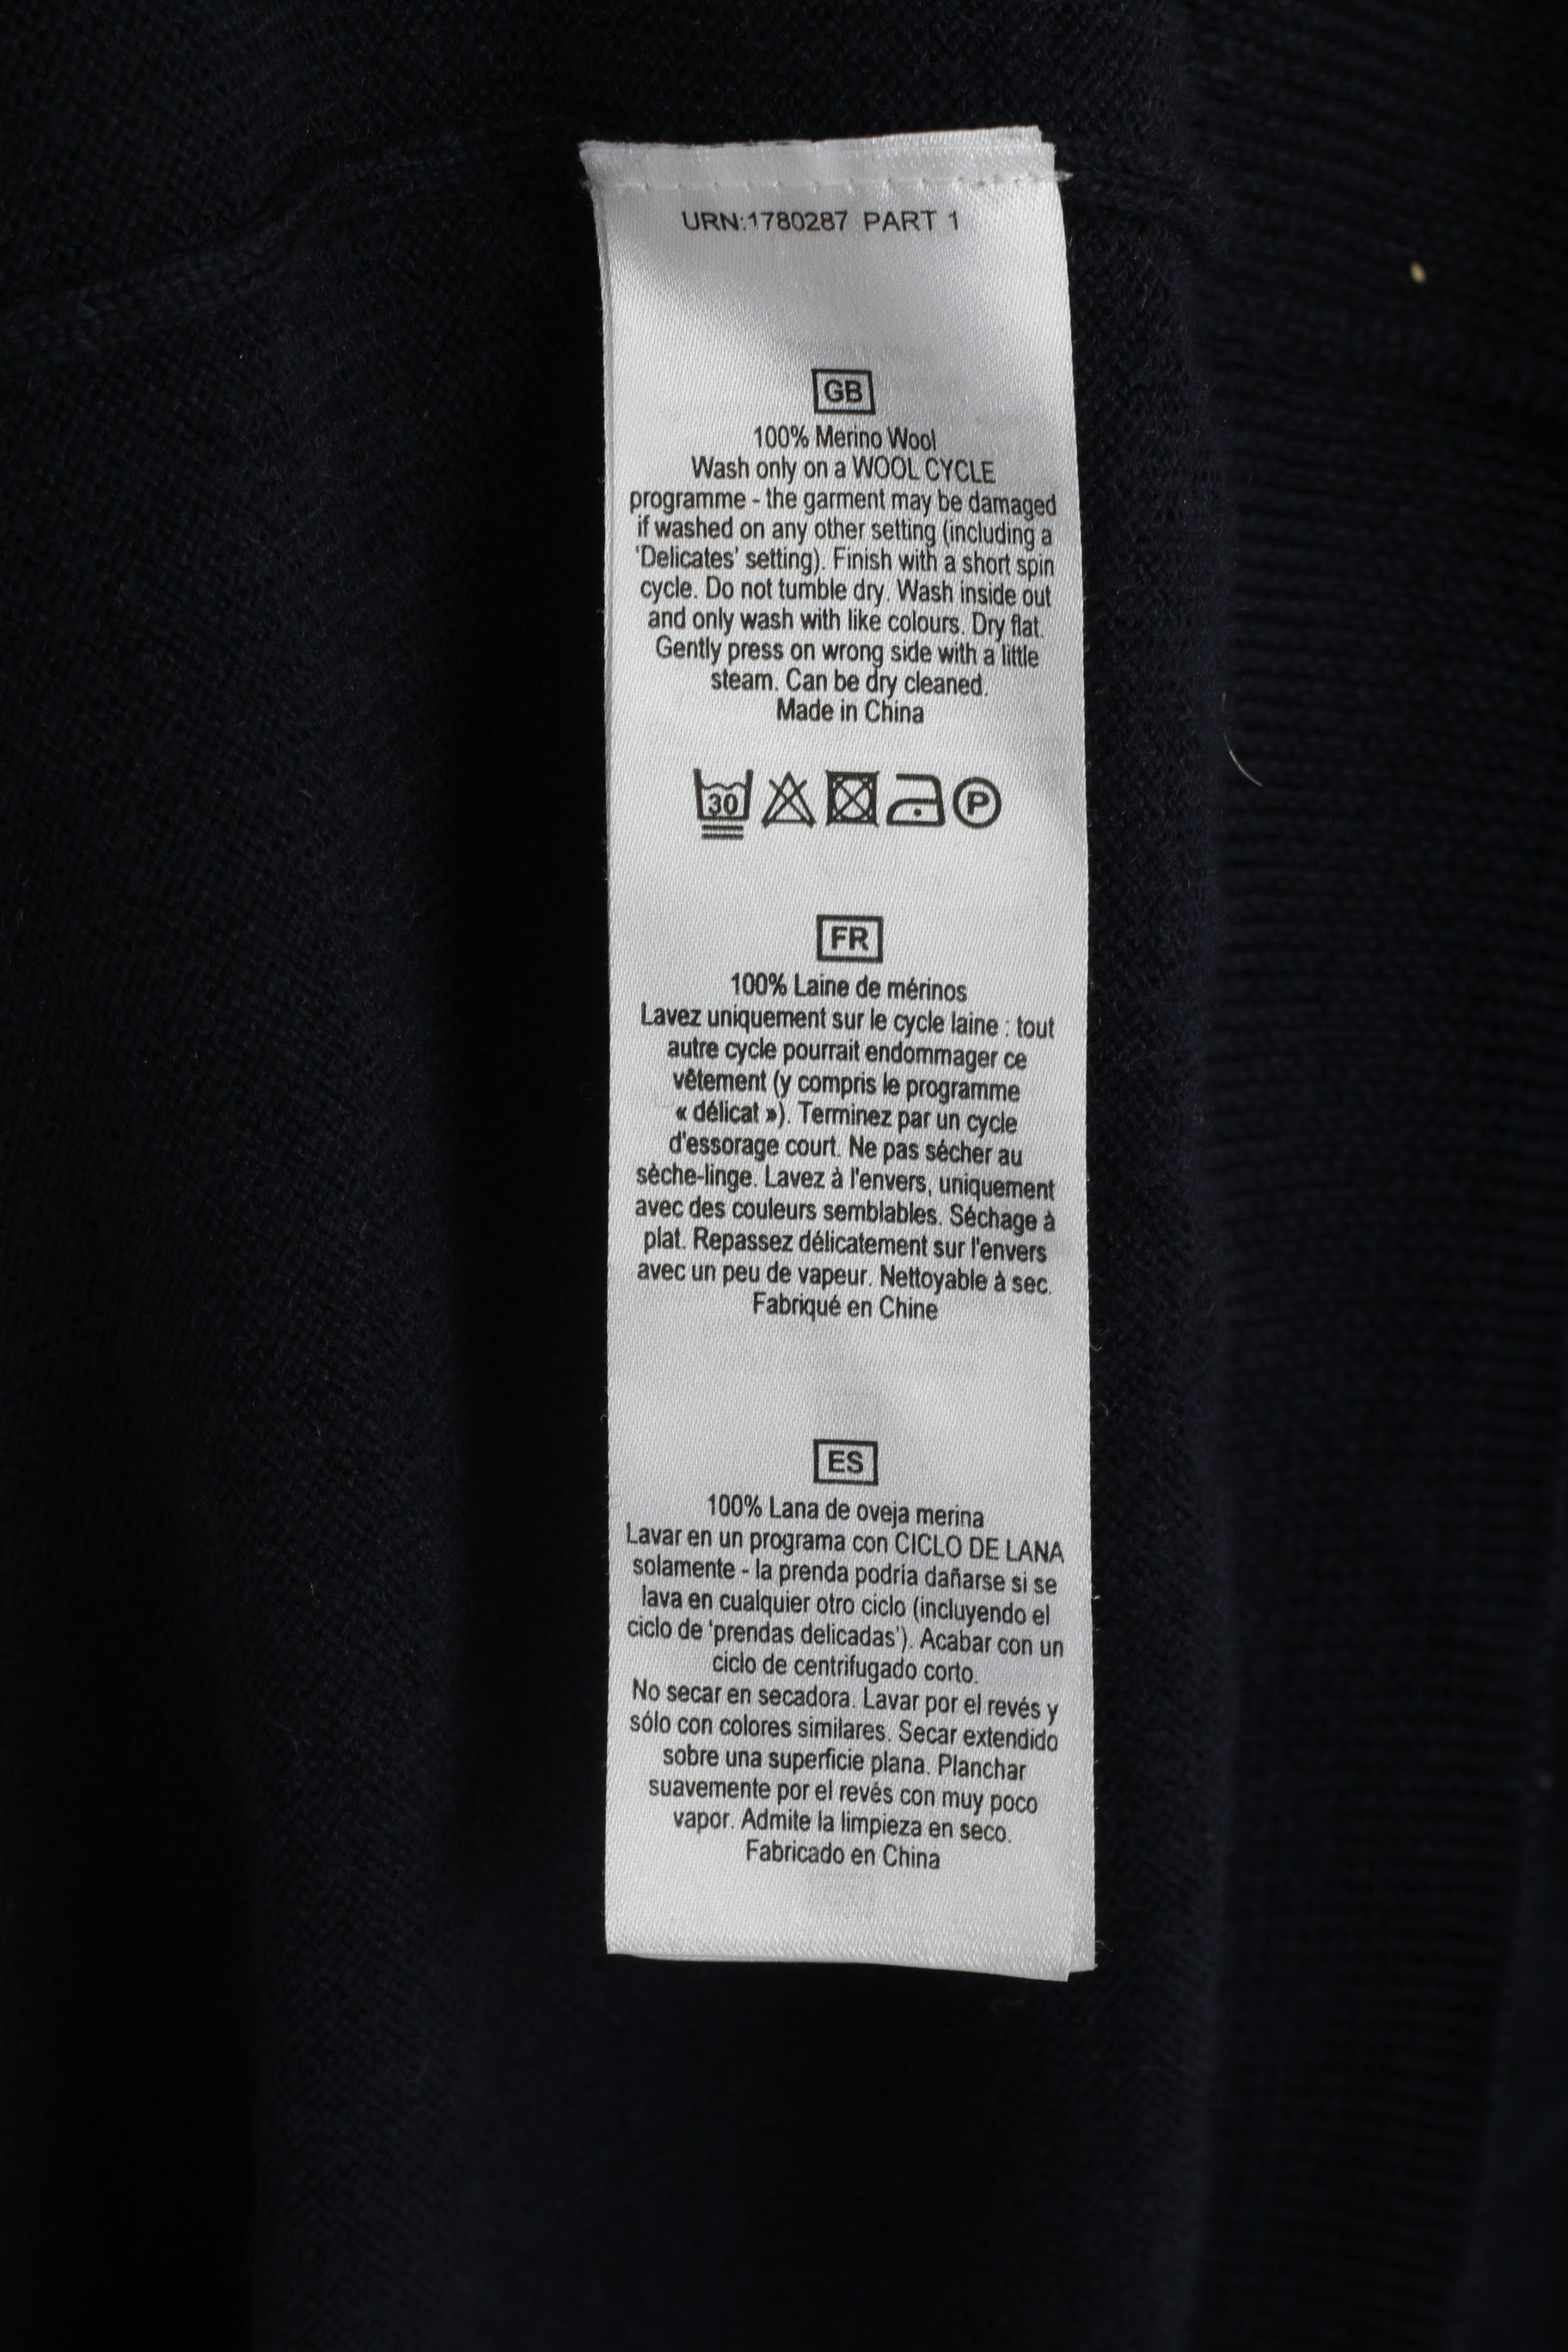 URN:1780287 PART 1
GB
100% Merino Wool
Wash only on a WOOL CYCLE
programme - the garment may be damaged
if washed on any other setting (including a
'Delicates' setting). Finish with a short spin
cycle. Do not tumble dry. Wash inside out
and only wash with like colours. Dry flat.
Gently press on wrong side with a little
steam. Can be dry cleaned.
Made in China
30 P
FR
100% Laine de mérinos
Lavez uniquement sur le cycle laine : tout
autre cycle pourrait endommager ce
vêtement (y compris le programme
« délicat »). Terminez par un cycle
d'essorage court. Ne pas sécher au
sèche-linge. Lavez à l'envers, uniquement
avec des couleurs semblables. Séchage à
plat. Repassez délicatement sur l'envers
avec un peu de vapeur. Nettoyable à sec.
Fabriqué en Chine
ES
100% Lana de oveja merina
Lavar en un programa con CICLO DE LANA
solamente - la prenda podría dañarse si se
lava en cualquier otro ciclo (incluyendo el
ciclo de 'prendas delicadas'). Acabar con un
ciclo de centrifugado corto.
No secar en secadora. Lavar por el revés y
sólo con colores similares. Secar extendido
sobre una superficie plana. Planchar
suavemente por el revés con muy poco
vapor. Admite la limpieza en seco.
Fabricado en China